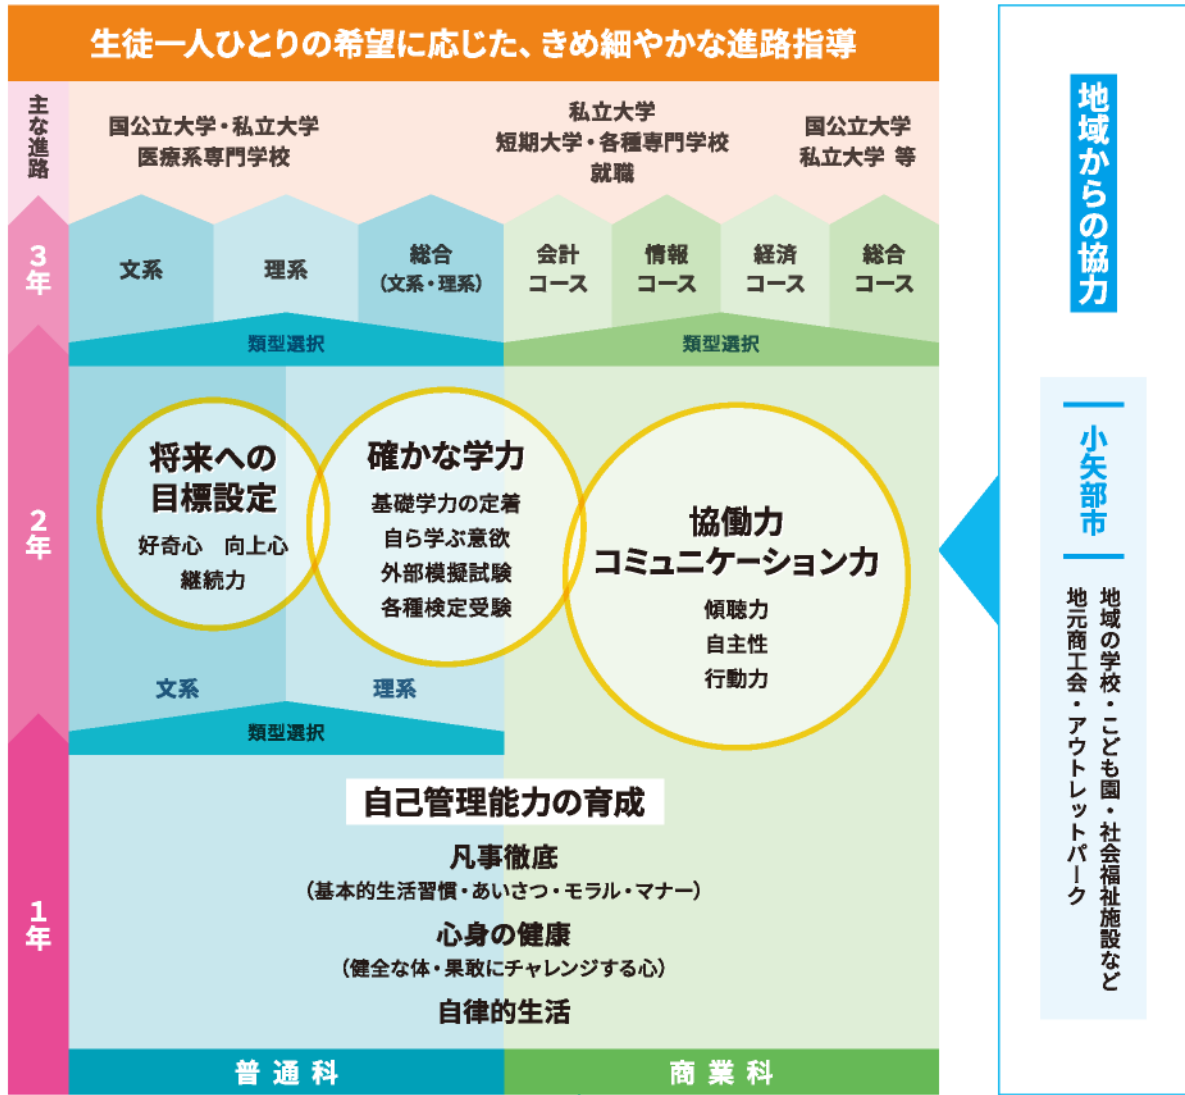 生徒一人ひとりの希望に応じた、きめ細やかな進路指導
主な進路
国公立大学・私立大学
医療系専門学校
私立大学
短期大学・各種専門学校
就職
国公立大学
私立大学 等
3年
文系
理系
総合
（文系・理系）
会計
コース
情報
コース
経済
コース
総合
コース
類型選択
類型選択
2年
将来への
目標設定
好奇心 向上心
継続力
確かな学力
基礎学力の定着
自ら学ぶ意欲
外部模擬試験
各種検定受験
協働力
コミュニケーション力
傾聴力
自主性
行動力
文系
理系
類型選択
1年
自己管理能力の育成
凡事徹底
（基本的生活習慣・あいさつ・モラル・マナー）
心身の健康
（健全な体・果敢にチャレンジする心）
自律的生活
普通科
商業科
地域からの協力
小矢部市
地域の学校・こども園・社会福祉施設など
地元商工会・アウトレットパーク